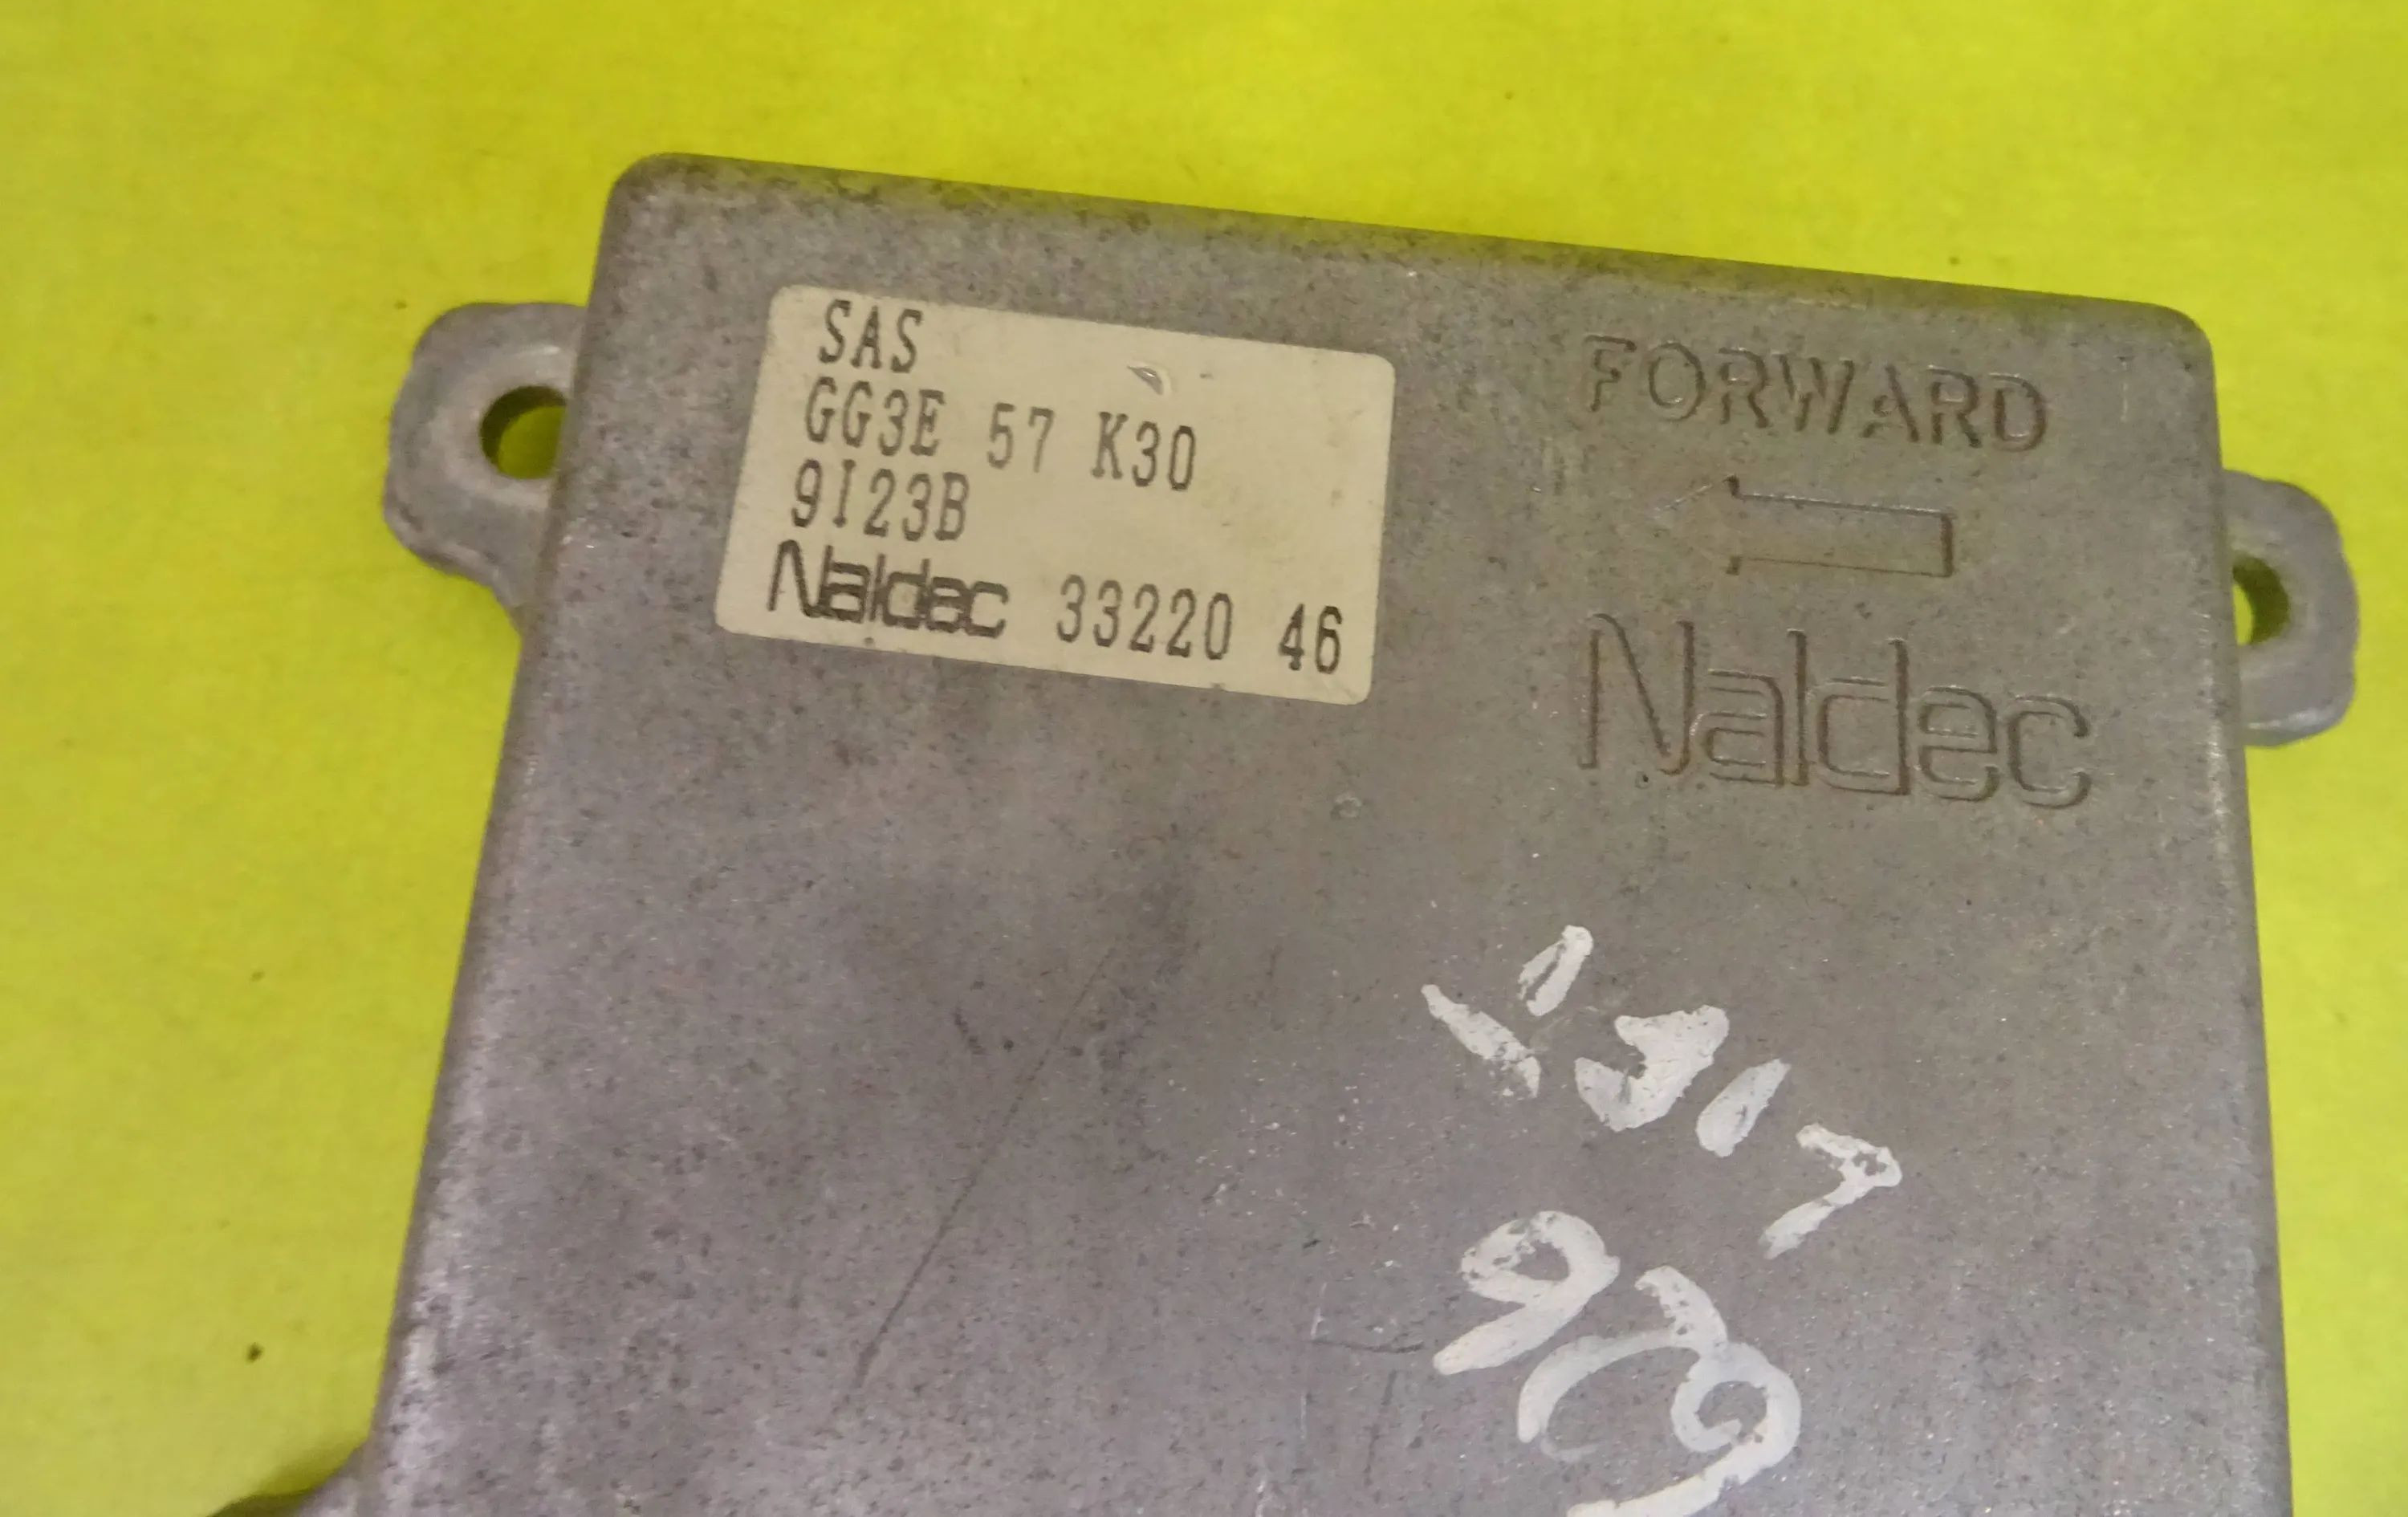 SAS
GG3E 57 K30
9I23B
Naldec 33220 46
FORWARD
Naldec